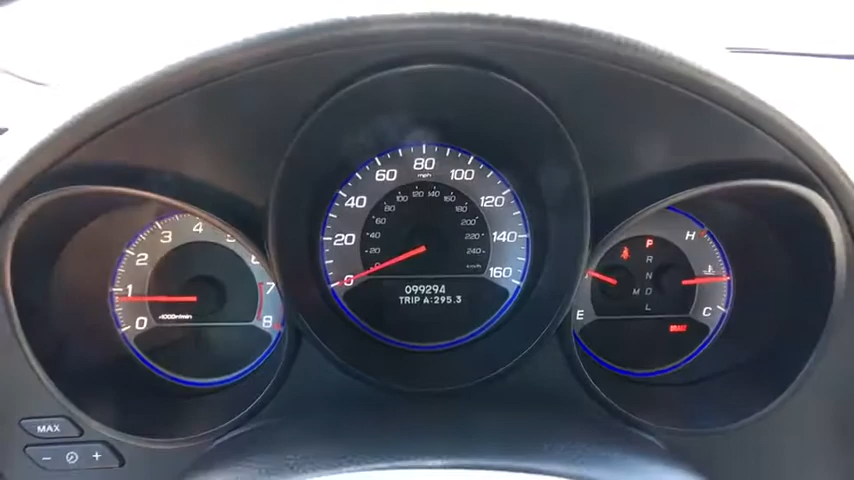 0 1 2 3 4 5 6 7 8
x1000r/min
0 20 40 60 80 100 120 140 160
mph
20 40 60 80 100 120 140 160 180 200 220 240
km/h
099294
TRIP A:295.3
P
R
N
M D
L
E
H
C
MAX
− +